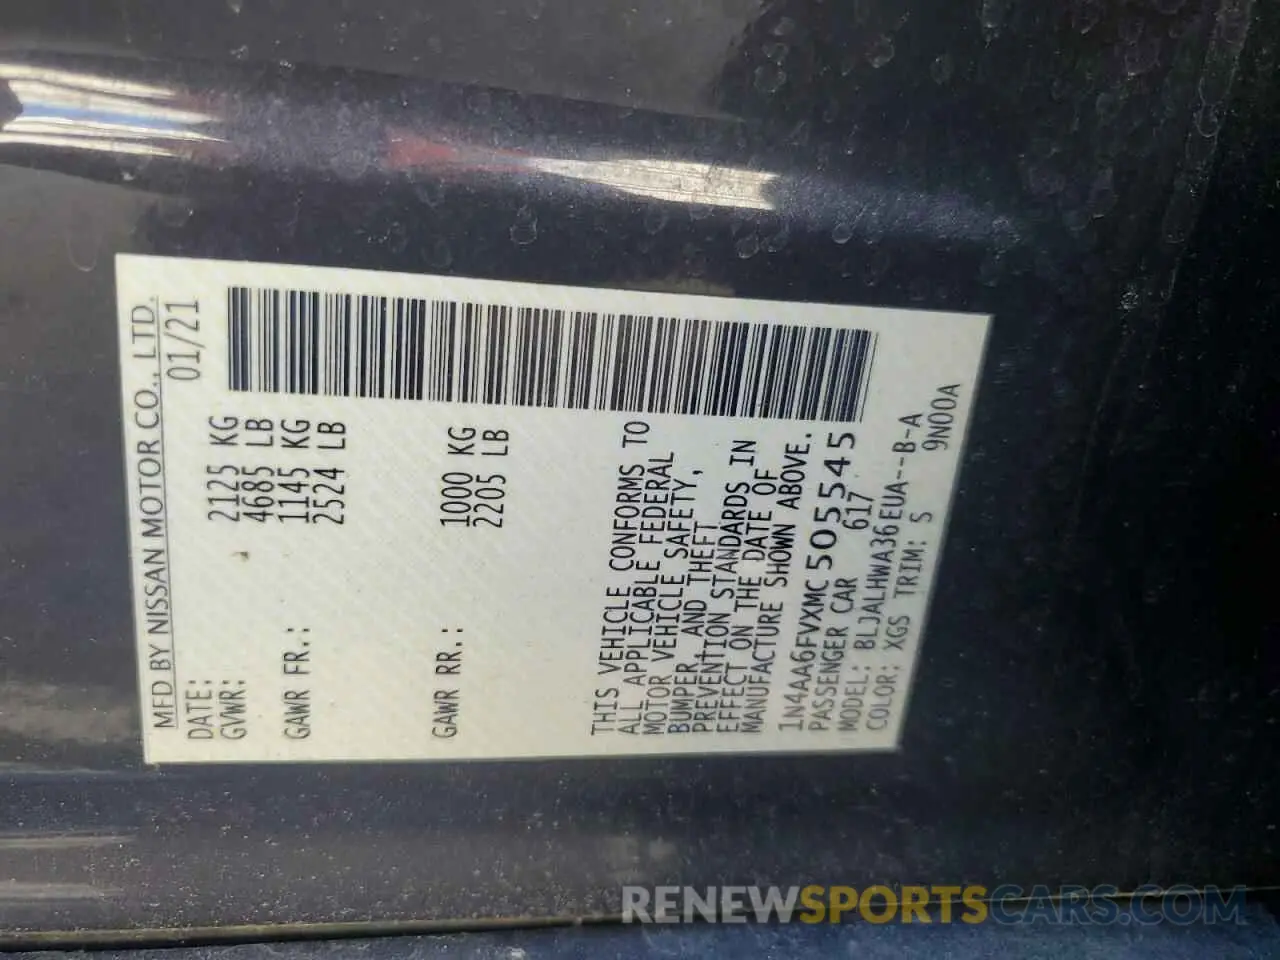 MFD BY NISSAN MOTOR CO., LTD.
DATE: 01/21
GVWR: 2125 KG
4685 LB
GAWR FR.: 1145 KG
2524 LB
GAWR RR.: 1000 KG
2205 LB
THIS VEHICLE CONFORMS TO
ALL APPLICABLE FEDERAL
MOTOR VEHICLE SAFETY,
BUMPER, AND THEFT
PREVENTION STANDARDS IN
EFFECT ON THE DATE OF
MANUFACTURE SHOWN ABOVE.
1N4AA6FVXMC505545
PASSENGER CAR 617
MODEL: BLJALHWA36EUA--B-A
COLOR: XGS TRIM: S 9N00A
RENEWSPORTSCARS.COM